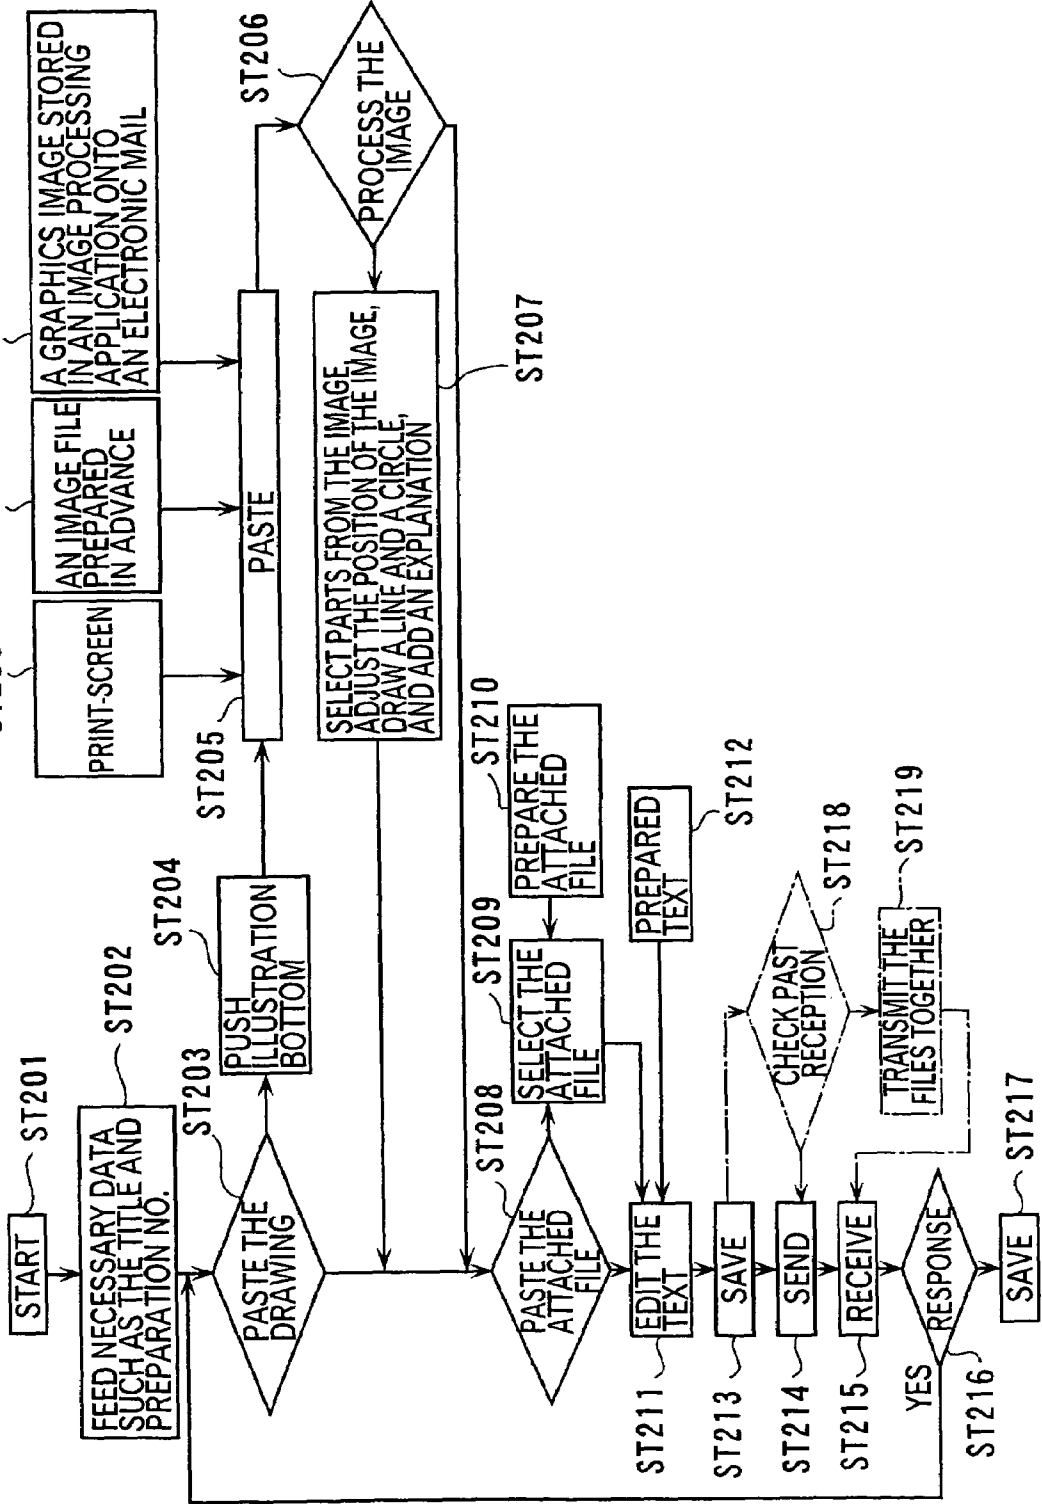 START
ST201
FEED NECESSARY DATA
SUCH AS THE TITLE AND
PREPARATION NO.
ST202
PASTE THE
DRAWING
ST203
PUSH
ILLUSTRATION
BOTTOM
ST204
PRINT-SCREEN
AN IMAGE FILE
PREPARED
IN ADVANCE
A GRAPHICS IMAGE STORED
IN AN IMAGE PROCESSING
APPLICATION ONTO
AN ELECTRONIC MAIL
PASTE
ST205
PROCESS THE
IMAGE
ST206
SELECT PARTS FROM THE IMAGE,
ADJUST THE POSITION OF THE IMAGE,
DRAW A LINE AND A CIRCLE,
AND ADD AN EXPLANATION
ST207
PASTE THE
ATTACHED
FILE
ST208
SELECT THE
ATTACHED
FILE
ST209
PREPARE THE
ATTACHED
FILE
ST210
EDIT THE
TEXT
ST211
PREPARED
TEXT
ST212
SAVE
ST213
SEND
ST214
RECEIVE
ST215
CHECK PAST
RECEPTION
ST218
TRANSMIT THE
FILES TOGETHER
ST219
RESPONSE
YES
ST216
SAVE
ST217